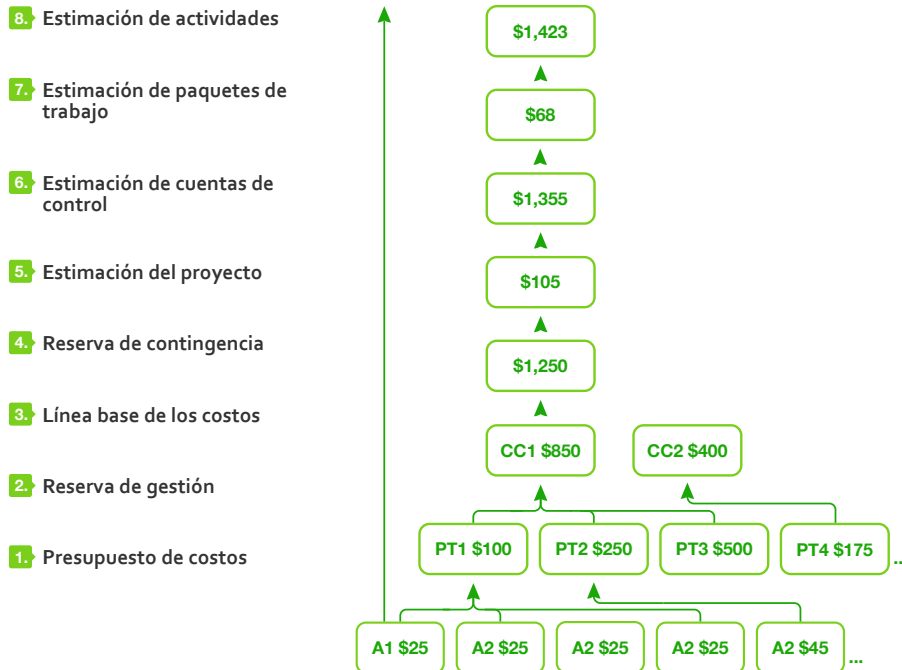 8. Estimación de actividades
7. Estimación de paquetes de
trabajo
6. Estimación de cuentas de
control
5. Estimación del proyecto
4. Reserva de contingencia
3. Línea base de los costos
2. Reserva de gestión
1. Presupuesto de costos
$1,423
$68
$1,355
$105
$1,250
CC1 $850 CC2 $400
PT1 $100 PT2 $250 PT3 $500 PT4 $175 ...
A1 $25 A2 $25 A2 $25 A2 $25 A2 $45 ...